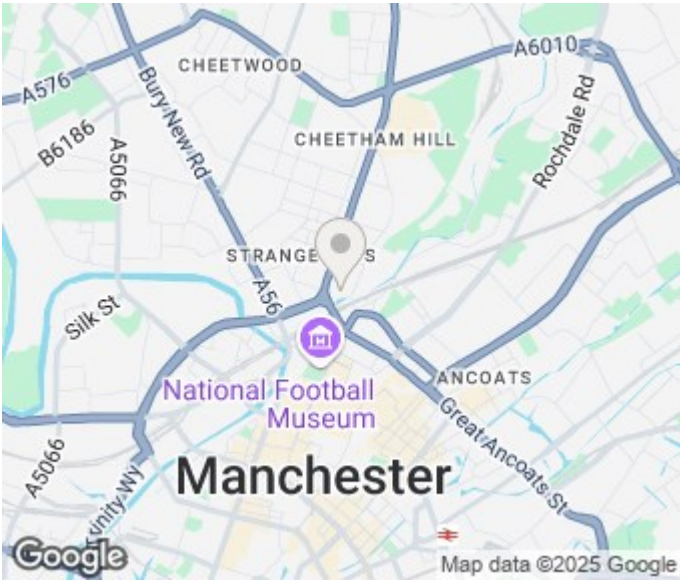 A576
CHEETWOOD
A6010
Bury New Rd
B6186
A5066
CHEETHAM HILL
Rochdale Rd
STRANGE S
A56
Silk St
National Football
Museum
ANCOATS
Great Ancoats St
A5066
Manchester
inity Wy
Google
Map data ©2025 Google